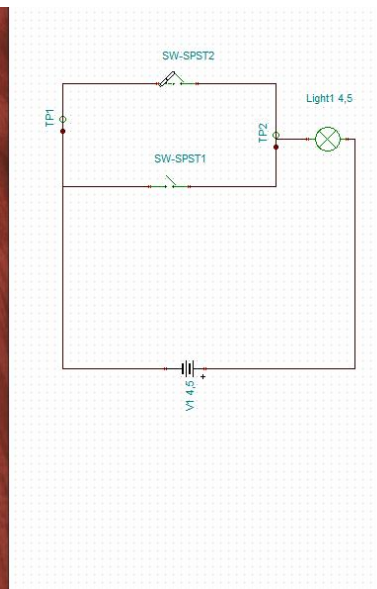 SW-SPST2
Light1 4,5
TP1
TP2
SW-SPST1
+
V1 4,5